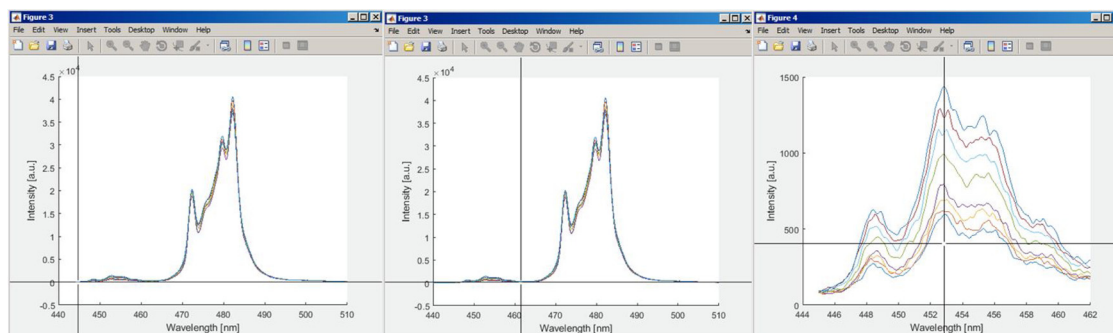 Figure 3
File Edit View Insert Tools Desktop Window Help
×10⁴
4.5
4
3.5
3
2.5
2
1.5
1
0.5
0
-0.5
Intensity [a.u.]
440 450 460 470 480 490 500 510
Wavelength [nm]
Figure 3
File Edit View Insert Tools Desktop Window Help
×10⁴
4.5
4
3.5
3
2.5
2
1.5
1
0.5
0
-0.5
Intensity [a.u.]
440 450 460 470 480 490 500 510
Wavelength [nm]
Figure 4
File Edit View Insert Tools Desktop Window Help
1500
1000
500
0
Intensity [a.u.]
444 446 448 450 452 454 456 458 460 462
Wavelength [nm]